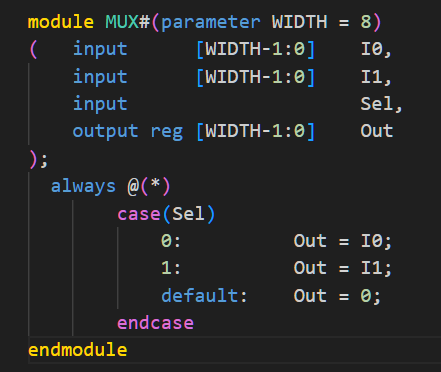 module MUX#(parameter WIDTH = 8)
(   input      [WIDTH-1:0]    I0,
    input      [WIDTH-1:0]    I1,
    input                     Sel,
    output reg [WIDTH-1:0]    Out
);
  always @(*)
        case(Sel)
            0:          Out = I0;
            1:          Out = I1;
            default:    Out = 0;
        endcase
endmodule